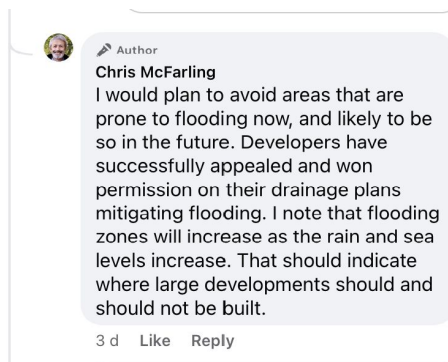 Author
Chris McFarling
I would plan to avoid areas that are
prone to flooding now, and likely to be
so in the future. Developers have
successfully appealed and won
permission on their drainage plans
mitigating flooding. I note that flooding
zones will increase as the rain and sea
levels increase. That should indicate
where large developments should and
should not be built.
3 d Like Reply